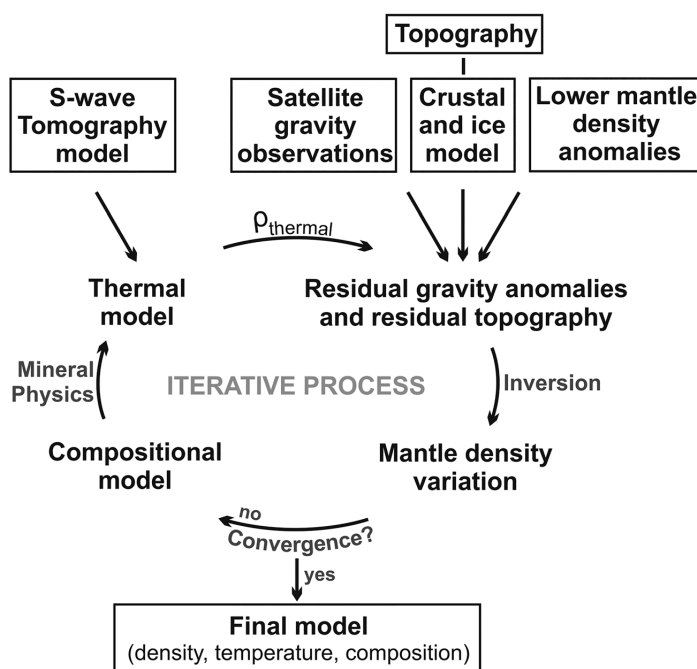 Topography
S-wave
Tomography
model
Satellite
gravity
observations
Crustal
and ice
model
Lower mantle
density
anomalies
ρthermal
Thermal
model
Residual gravity anomalies
and residual topography
Mineral
Physics
ITERATIVE PROCESS
Inversion
Compositional
model
Mantle density
variation
no
Convergence?
yes
Final model
(density, temperature, composition)